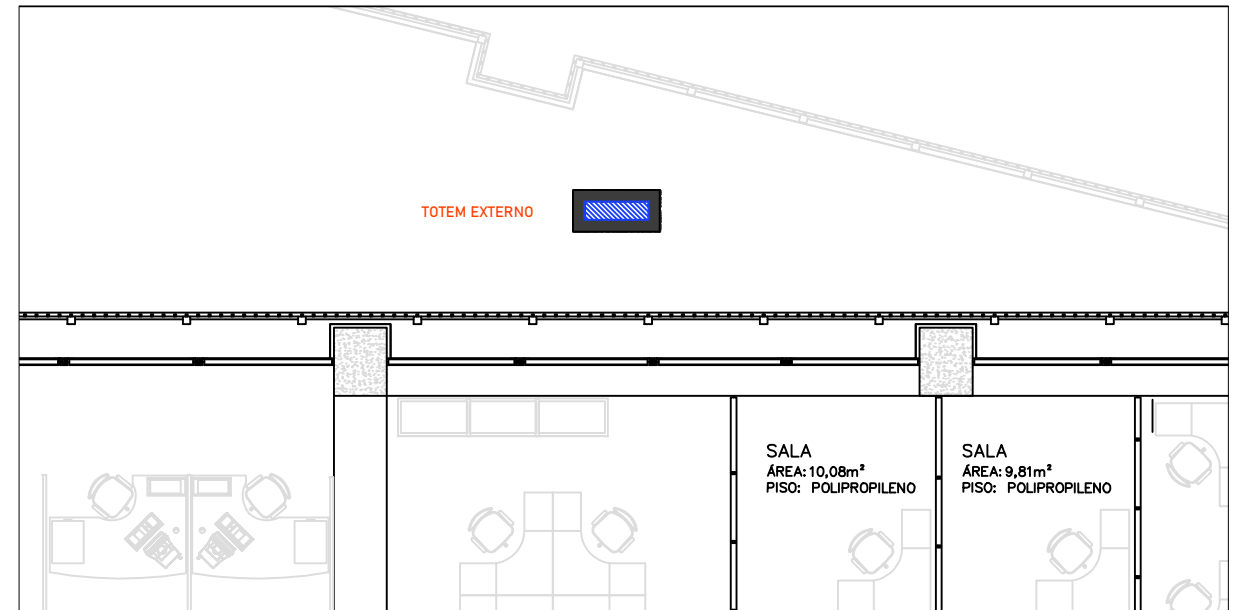 TOTEM EXTERNO
SALA
ÁREA: 10,08m²
PISO: POLIPROPILENO
SALA
ÁREA: 9,81m²
PISO: POLIPROPILENO